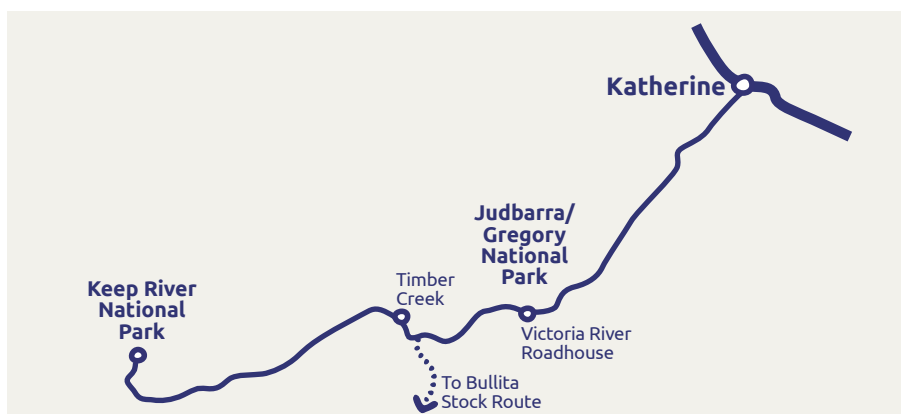 Katherine
Judbarra/
Gregory
National
Park
Timber
Creek
Keep River
National
Park
Victoria River
Roadhouse
To Bullita
Stock Route